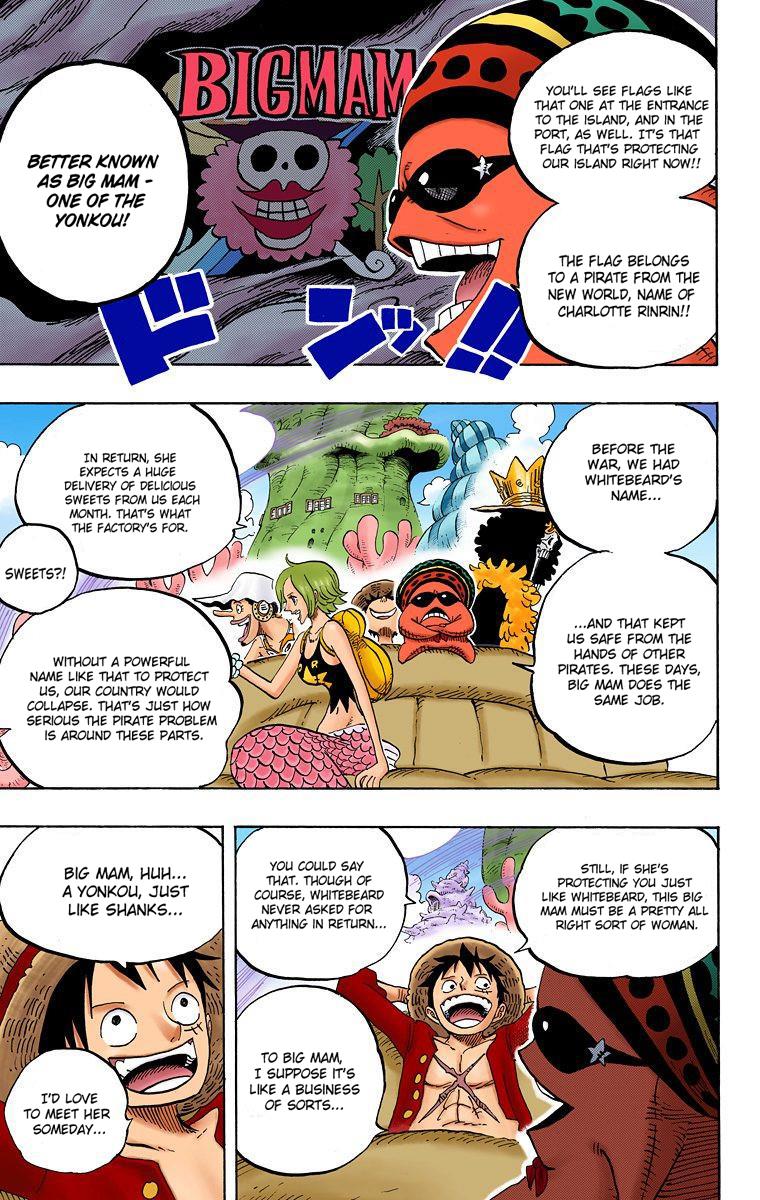 YOU'LL SEE FLAGS LIKE
THAT ONE AT THE ENTRANCE
TO THE ISLAND, AND IN THE
PORT, AS WELL. IT'S THAT
FLAG THAT'S PROTECTING
OUR ISLAND RIGHT NOW!!
THE FLAG BELONGS
TO A PIRATE FROM THE
NEW WORLD, NAME OF
CHARLOTTE RINRIN!!
BIGMAM
BETTER KNOWN
AS BIG MAM -
ONE OF THE
YONKOU!
ドンッ!!
BEFORE
THE WAR, WE HAD
WHITEBEARD'S
NAME...
...AND THAT KEPT
US SAFE FROM THE
HANDS OF OTHER
PIRATES. THESE DAYS,
BIG MAM DOES THE
SAME JOB.
IN RETURN, SHE
EXPECTS A HUGE
DELIVERY OF DELICIOUS
SWEETS FROM US EACH
MONTH. THAT'S WHAT
THE FACTORY'S FOR.
SWEETS?!
WITHOUT A POWERFUL
NAME LIKE THAT TO PROTECT
US, OUR COUNTRY WOULD
COLLAPSE. THAT'S JUST HOW
SERIOUS THE PIRATE PROBLEM
IS AROUND THESE PARTS.
STILL, IF SHE'S
PROTECTING YOU JUST
LIKE WHITEBEARD, THIS BIG
MAM MUST BE A PRETTY ALL
RIGHT SORT OF WOMAN.
YOU COULD SAY
THAT. THOUGH OF
COURSE, WHITEBEARD
NEVER ASKED FOR
ANYTHING IN RETURN...
TO BIG MAM,
I SUPPOSE IT'S
LIKE A BUSINESS
OF SORTS...
BIG MAM, HUH...
A YONKOU, JUST
LIKE SHANKS...
I'D LOVE
TO MEET HER
SOMEDAY...